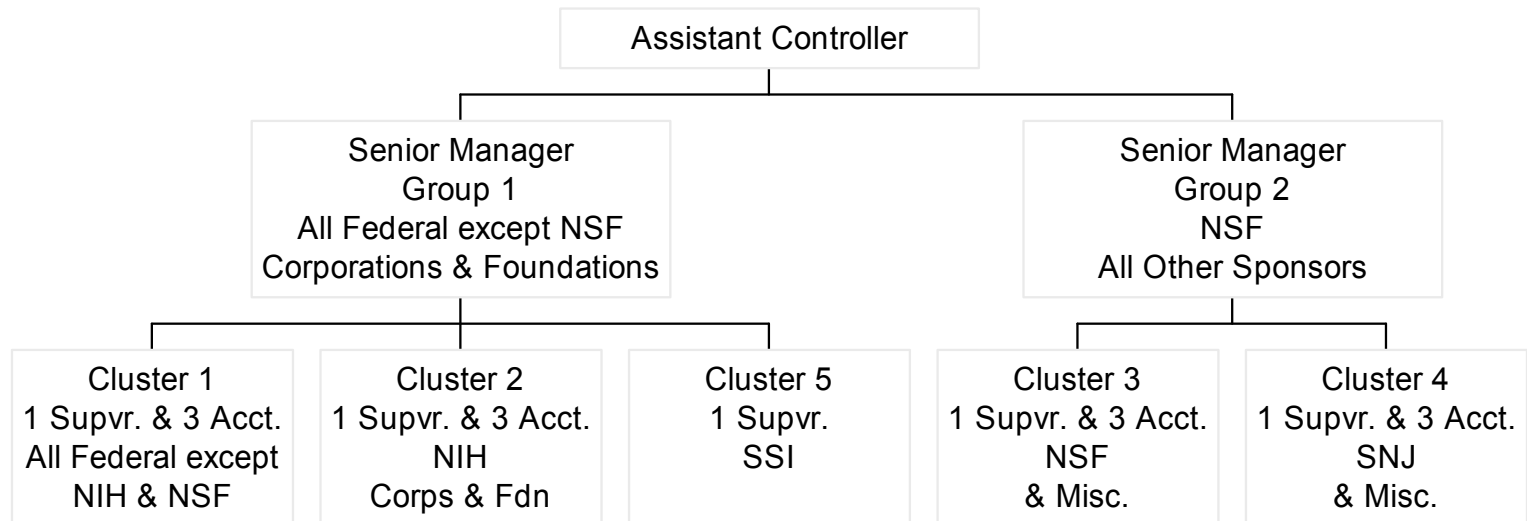 Assistant Controller
Senior Manager
Group 1
All Federal except NSF
Corporations & Foundations
Senior Manager
Group 2
NSF
All Other Sponsors
Cluster 1
1 Supvr. & 3 Acct.
All Federal except
NIH & NSF
Cluster 2
1 Supvr. & 3 Acct.
NIH
Corps & Fdn
Cluster 5
1 Supvr.
SSI
Cluster 3
1 Supvr. & 3 Acct.
NSF
& Misc.
Cluster 4
1 Supvr. & 3 Acct.
SNJ
& Misc.